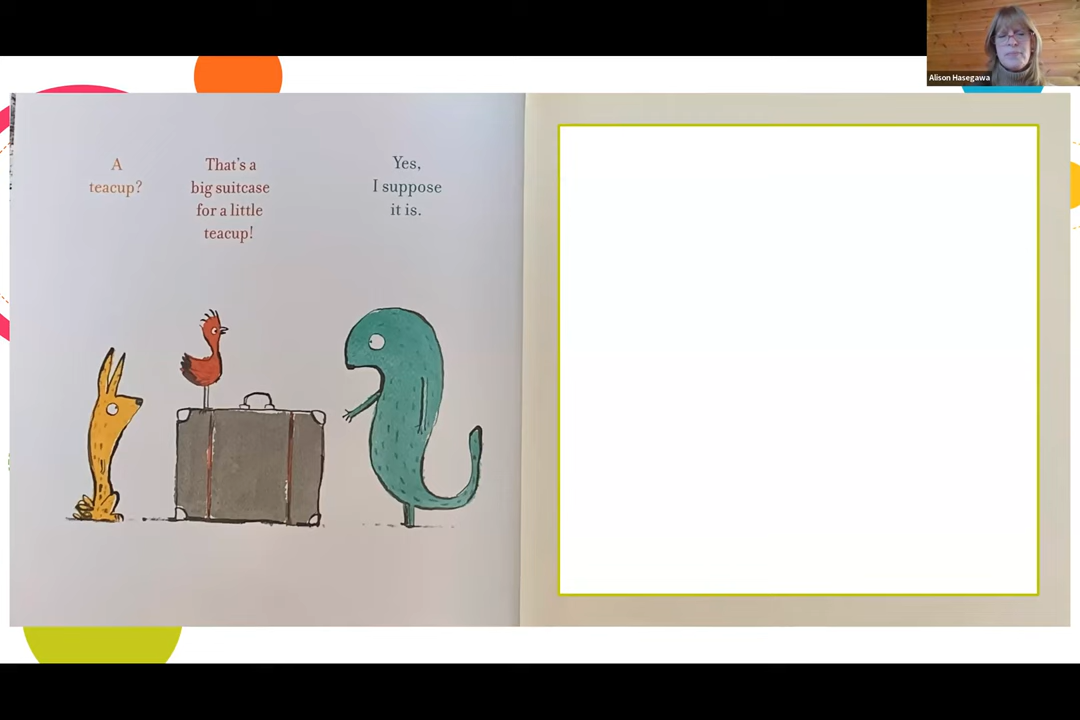 Alison Hasegawa
A
teacup?
That's a
big suitcase
for a little
teacup!
Yes,
I suppose
it is.